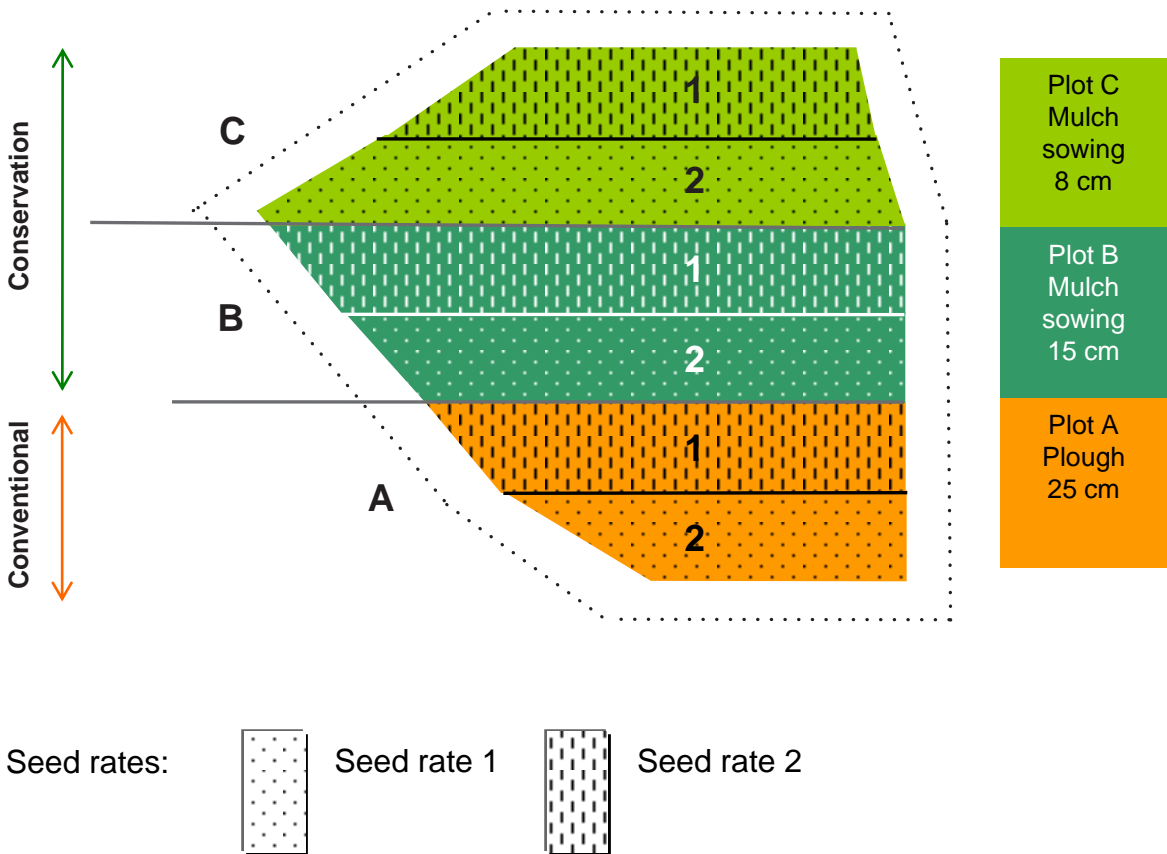 Conservation
Conventional
C
B
A
1
2
1
2
1
2
Plot C
Mulch
sowing
8 cm
Plot B
Mulch
sowing
15 cm
Plot A
Plough
25 cm
Seed rates:
Seed rate 1
Seed rate 2